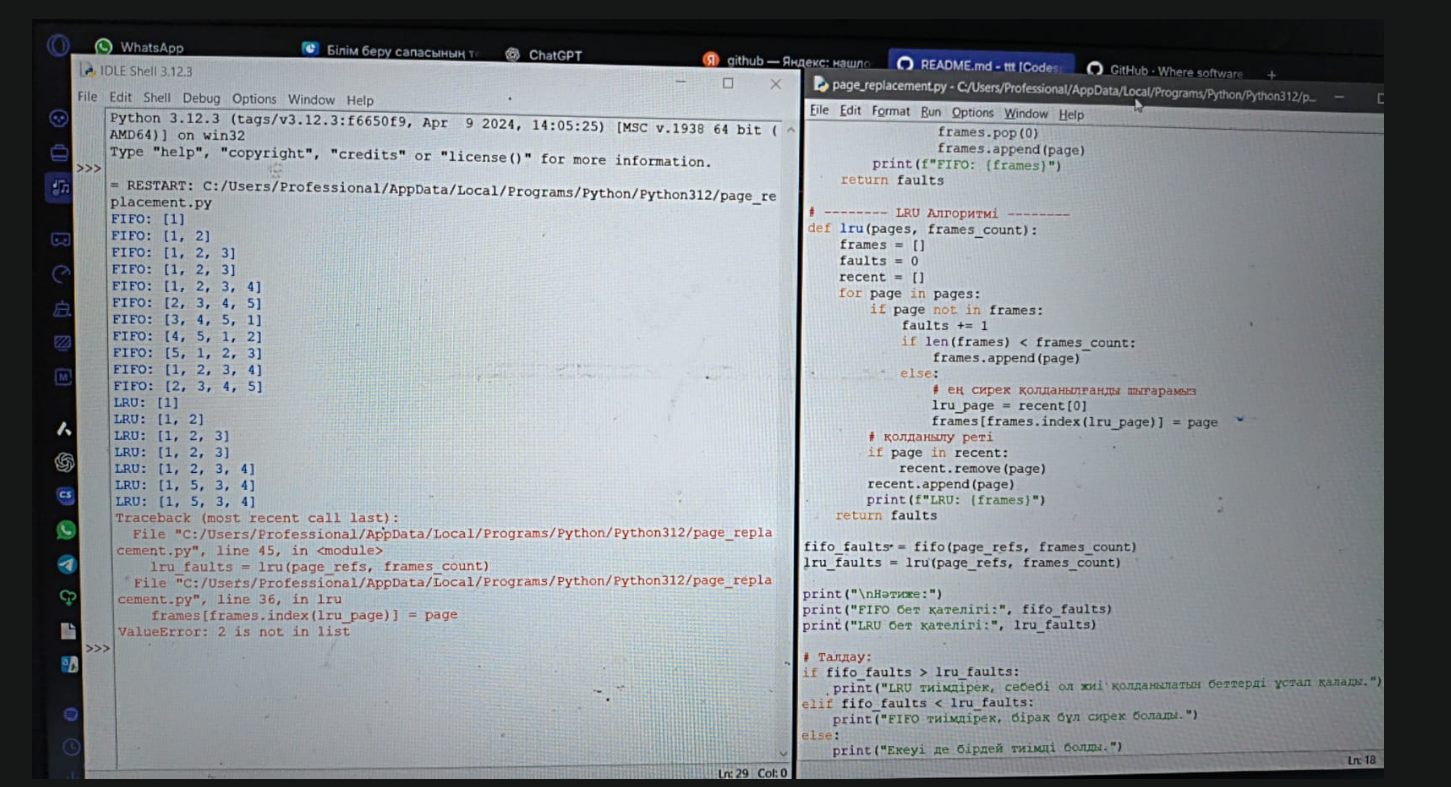 WhatsApp
Білім беру сапасының т
ChatGPT
github — Яндекс: нашло
README.md - ttt [Codes
GitHub · Where software
IDLE Shell 3.12.3
File Edit Shell Debug Options Window Help
Python 3.12.3 (tags/v3.12.3:f6650f9, Apr 9 2024, 14:05:25) [MSC v.1938 64 bit (
AMD64)] on win32
Type "help", "copyright", "credits" or "license()" for more information.
>>>
= RESTART: C:/Users/Professional/AppData/Local/Programs/Python/Python312/page_re
placement.py
FIFO: [1]
FIFO: [1, 2]
FIFO: [1, 2, 3]
FIFO: [1, 2, 3]
FIFO: [1, 2, 3, 4]
FIFO: [2, 3, 4, 5]
FIFO: [3, 4, 5, 1]
FIFO: [4, 5, 1, 2]
FIFO: [5, 1, 2, 3]
FIFO: [1, 2, 3, 4]
FIFO: [2, 3, 4, 5]
LRU: [1]
LRU: [1, 2]
LRU: [1, 2, 3]
LRU: [1, 2, 3]
LRU: [1, 2, 3, 4]
LRU: [1, 5, 3, 4]
LRU: [1, 5, 3, 4]
Traceback (most recent call last):
File "C:/Users/Professional/AppData/Local/Programs/Python/Python312/page_repla
cement.py", line 45, in <module>
lru_faults = lru(page_refs, frames_count)
File "C:/Users/Professional/AppData/Local/Programs/Python/Python312/page_repla
cement.py", line 36, in lru
frames[frames.index(lru_page)] = page
ValueError: 2 is not in list
>>>
Ln: 29 Col: 0
page_replacement.py - C:/Users/Professional/AppData/Local/Programs/Python/Python312/p...
File Edit Format Run Options Window Help
frames.pop(0)
frames.append(page)
print(f"FIFO: {frames}")
return faults
# -------- LRU Алгоритмі --------
def lru(pages, frames_count):
frames = []
faults = 0
recent = []
for page in pages:
if page not in frames:
faults += 1
if len(frames) < frames_count:
frames.append(page)
else:
# ең сирек қолданылғанды шығарамыз
lru_page = recent[0]
frames[frames.index(lru_page)] = page
# қолданылу реті
if page in recent:
recent.remove(page)
recent.append(page)
print(f"LRU: {frames}")
return faults
fifo_faults = fifo(page_refs, frames_count)
lru_faults = lru(page_refs, frames_count)
print("\nНәтиже:")
print("FIFO бет қателігі:", fifo_faults)
print("LRU бет қателігі:", lru_faults)
# Талдау:
if fifo_faults > lru_faults:
print("LRU тиімдірек, себебі ол жиі қолданылатын беттерді ұстап қалады.")
elif fifo_faults < lru_faults:
print("FIFO тиімдірек, бірақ бұл сирек болады.")
else:
print("Екеуі де бірдей тиімді болды.")
Ln: 18